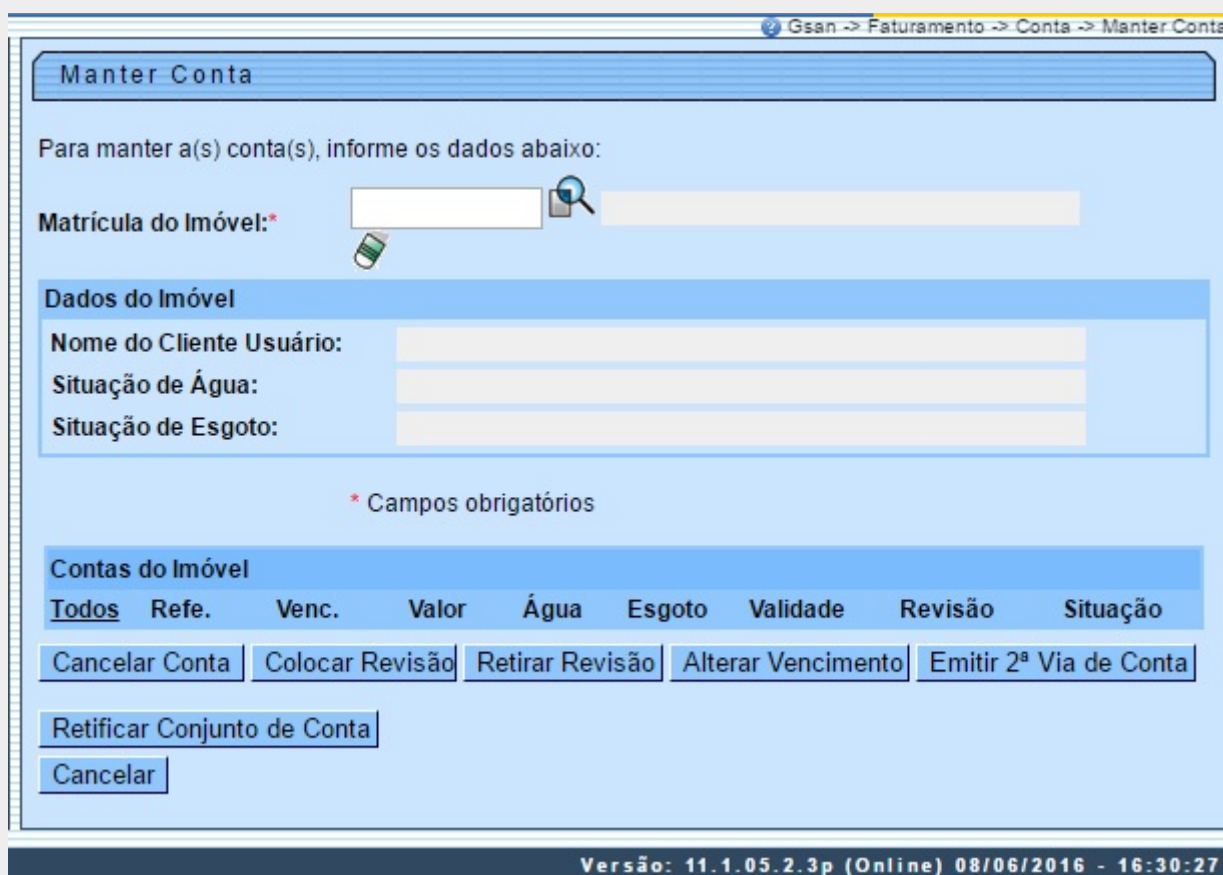 Gsan -> Faturamento -> Conta -> Manter Conta
Manter Conta
Para manter a(s) conta(s), informe os dados abaixo:
Matrícula do Imóvel:*
Dados do Imóvel
Nome do Cliente Usuário:
Situação de Água:
Situação de Esgoto:
* Campos obrigatórios
Contas do Imóvel
Todos Refe. Venc. Valor Água Esgoto Validade Revisão Situação
Cancelar Conta Colocar Revisão Retirar Revisão Alterar Vencimento Emitir 2ª Via de Conta
Retificar Conjunto de Conta
Cancelar
Versão: 11.1.05.2.3p (Online) 08/06/2016 - 16:30:27